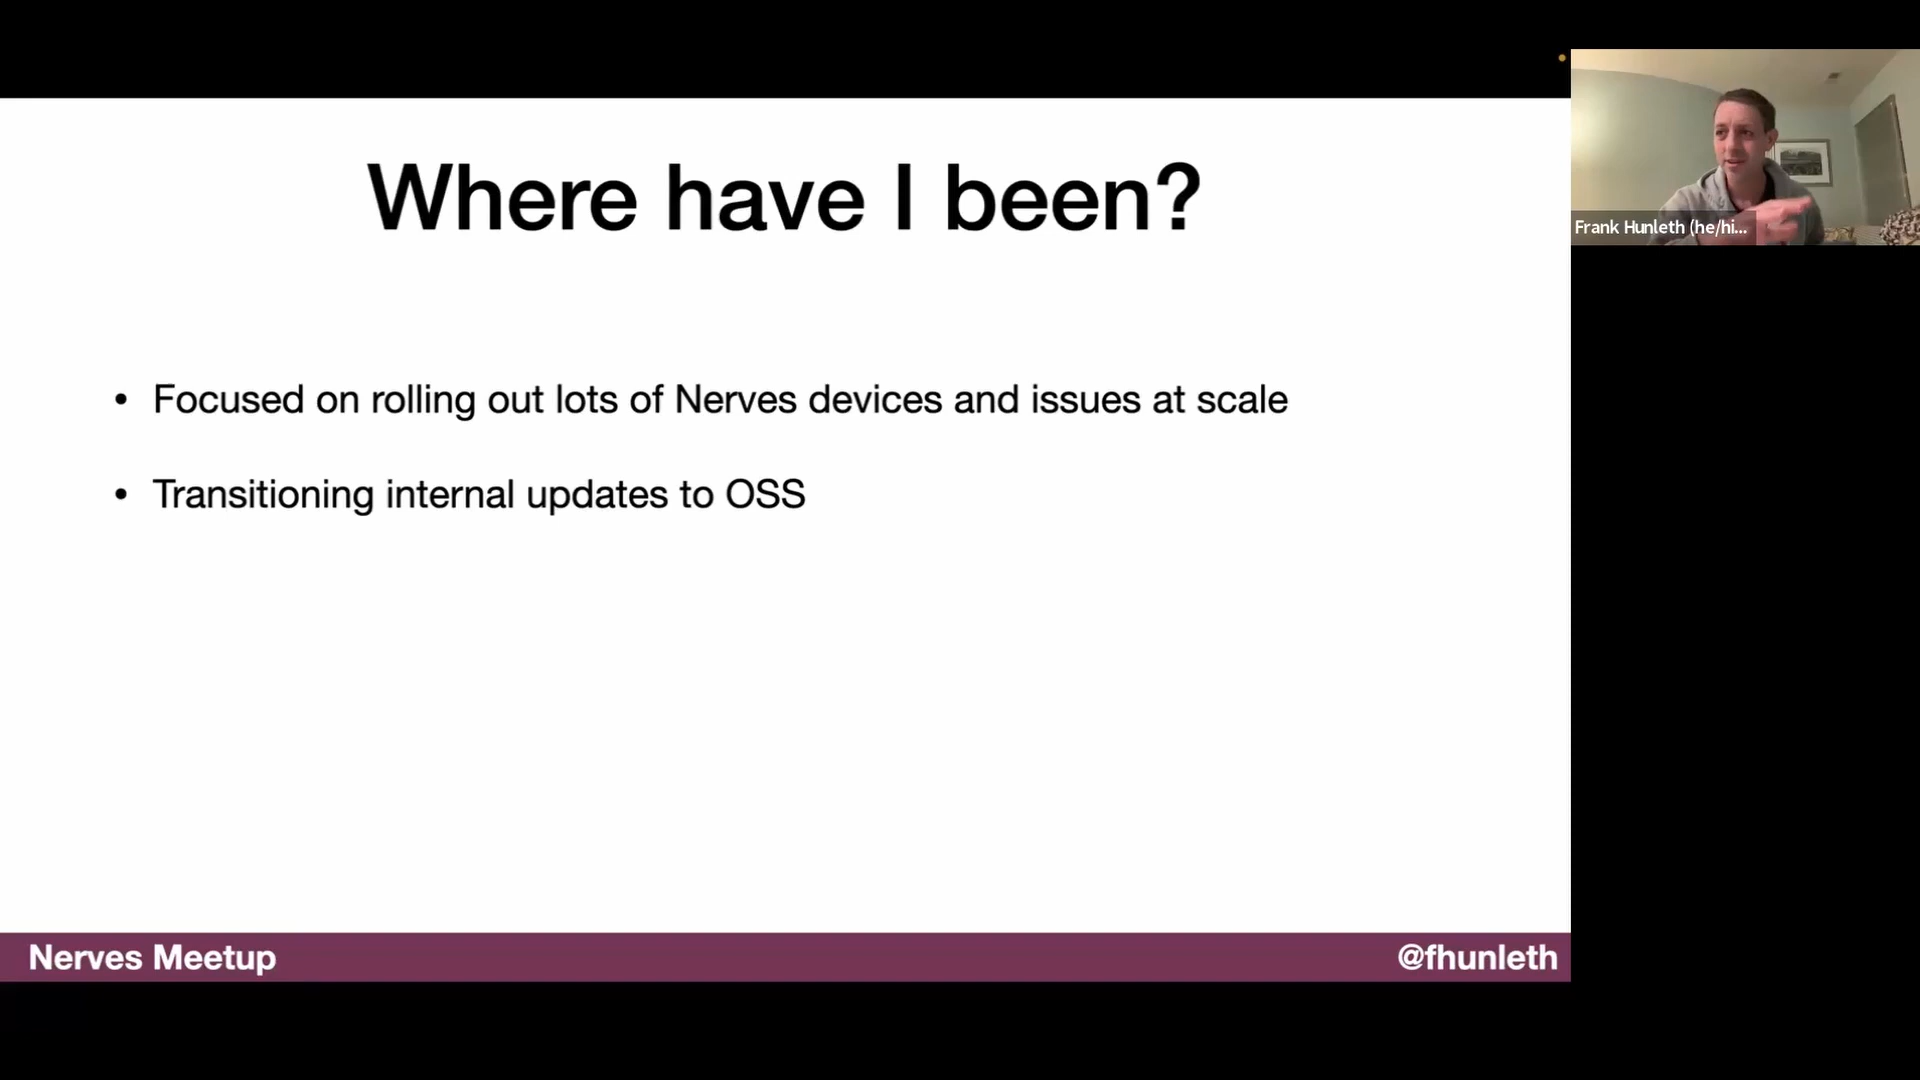 Where have I been?
Frank Hunleth (he/hi...
• Focused on rolling out lots of Nerves devices and issues at scale
• Transitioning internal updates to OSS
Nerves Meetup
@fhunleth